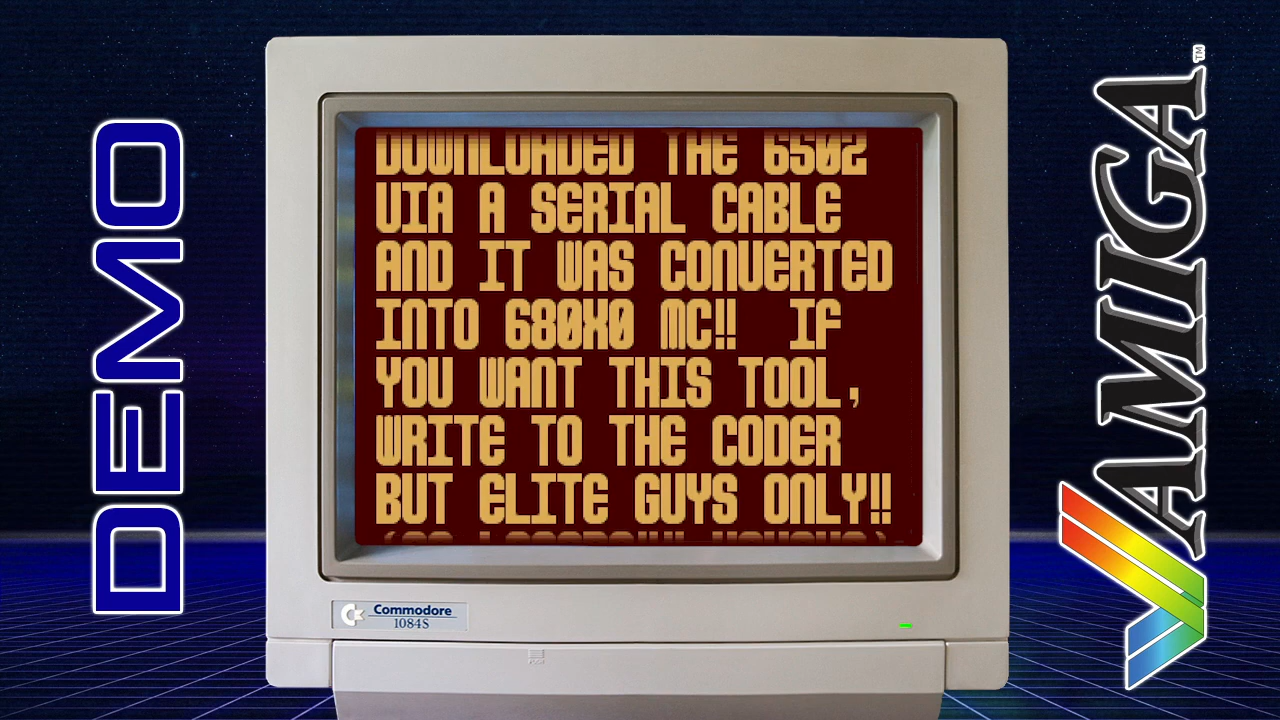 DEMO
DOWNLOADED THE 6502
VIA A SERIAL CABLE
AND IT WAS CONVERTED
INTO 680X0 MC!!  IF
YOU WANT THIS TOOL,
WRITE TO THE CODER
BUT ELITE GUYS ONLY!!
Commodore
1084S
AMIGA™